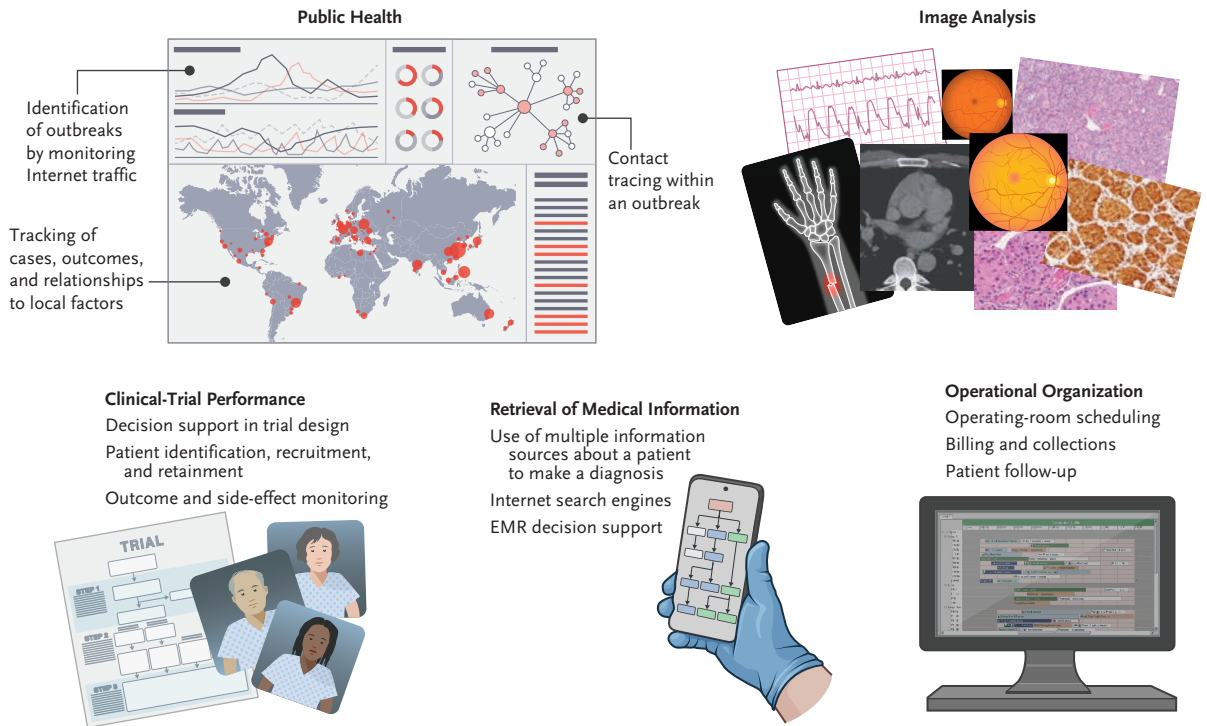 Public Health
Identification
of outbreaks
by monitoring
Internet traffic
Contact
tracing within
an outbreak
Tracking of
cases, outcomes,
and relationships
to local factors
Image Analysis
Clinical-Trial Performance
Decision support in trial design
Patient identification, recruitment,
and retainment
Outcome and side-effect monitoring
TRIAL
STEP 1
STEP 2
STEP 3
Retrieval of Medical Information
Use of multiple information
sources about a patient
to make a diagnosis
Internet search engines
EMR decision support
Operational Organization
Operating-room scheduling
Billing and collections
Patient follow-up